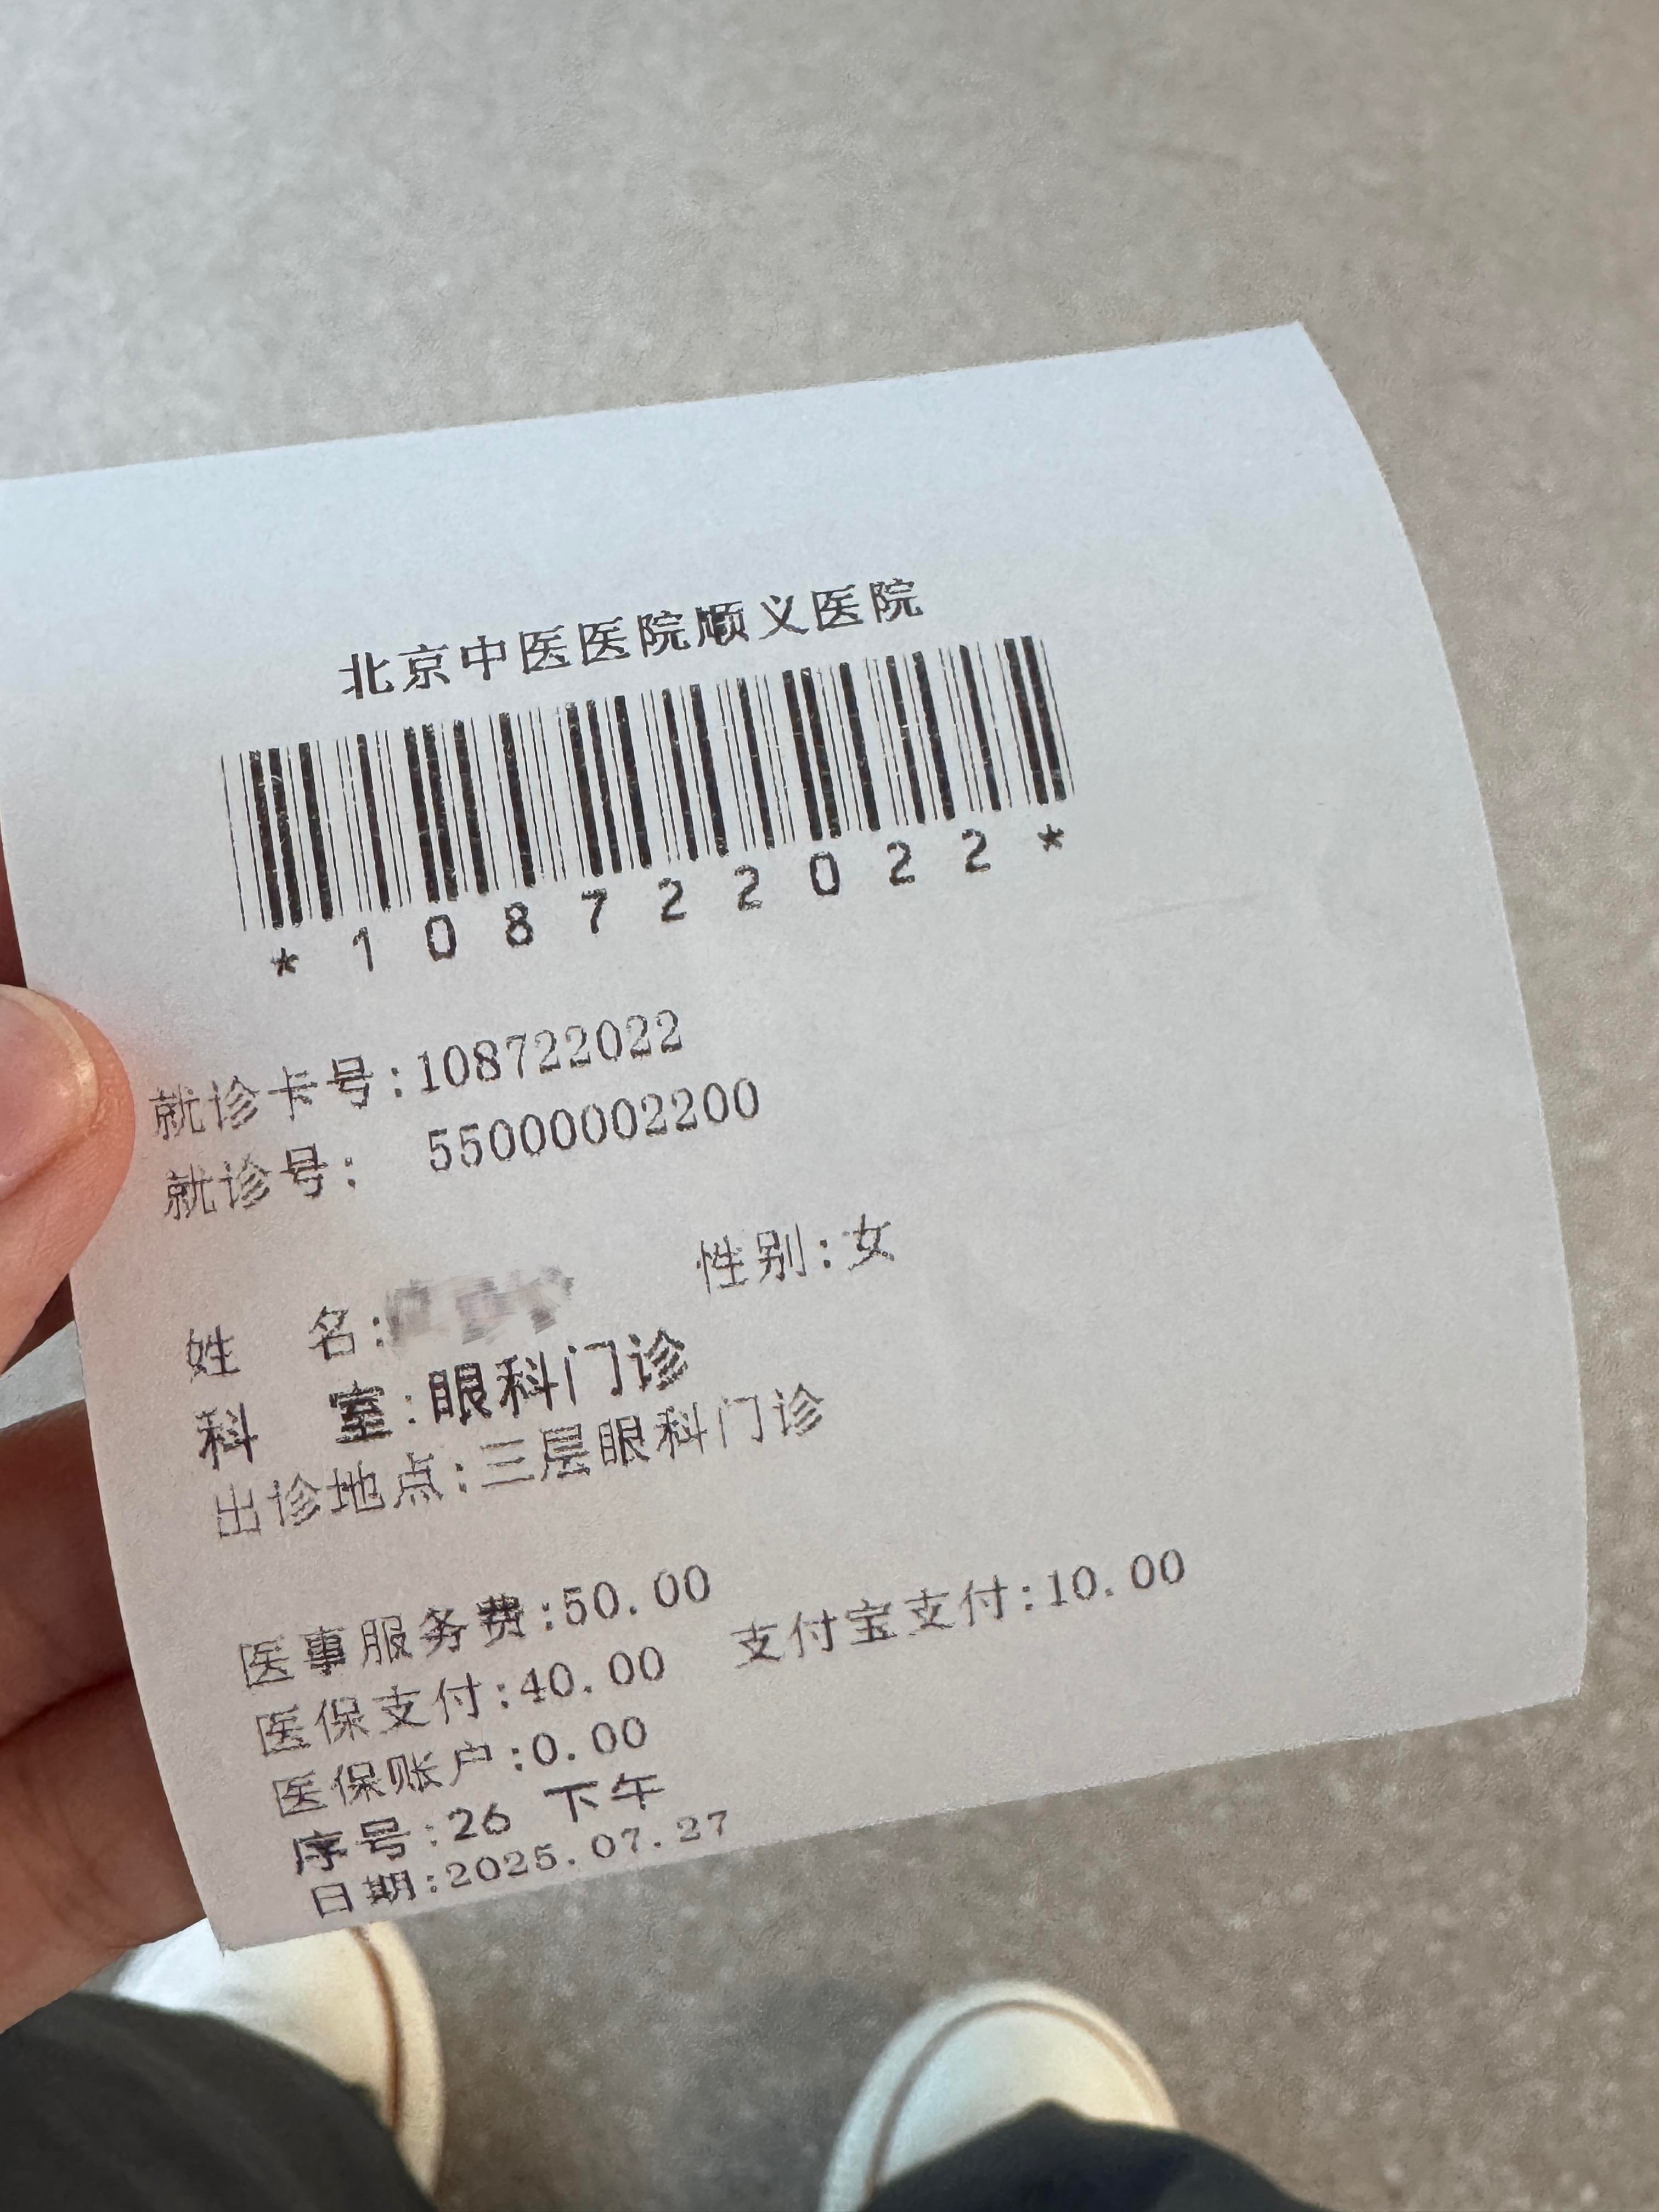 北京中医医院顺义医院
*108722022*
就诊卡号:108722022
就诊号: 55000002200
姓 名: 性别:女
科 室:眼科门诊
出诊地点:三层眼科门诊
医事服务费:50.00
医保支付:40.00 支付宝支付:10.00
医保账户:0.00
序号:26 下午
日期:2025.07.27